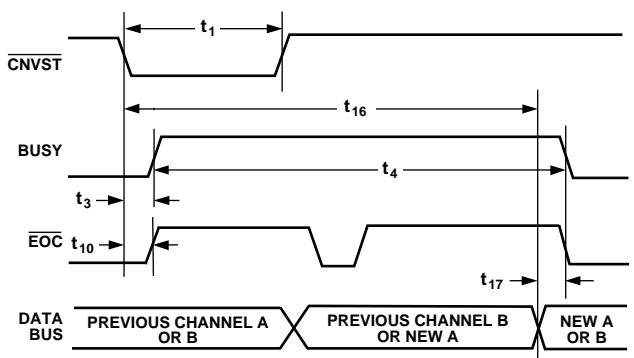 t1
CNVST
t16
BUSY
t4
t3
EOC
t10
t17
DATA
BUS
PREVIOUS CHANNEL A
OR B
PREVIOUS CHANNEL B
OR NEW A
NEW A
OR B